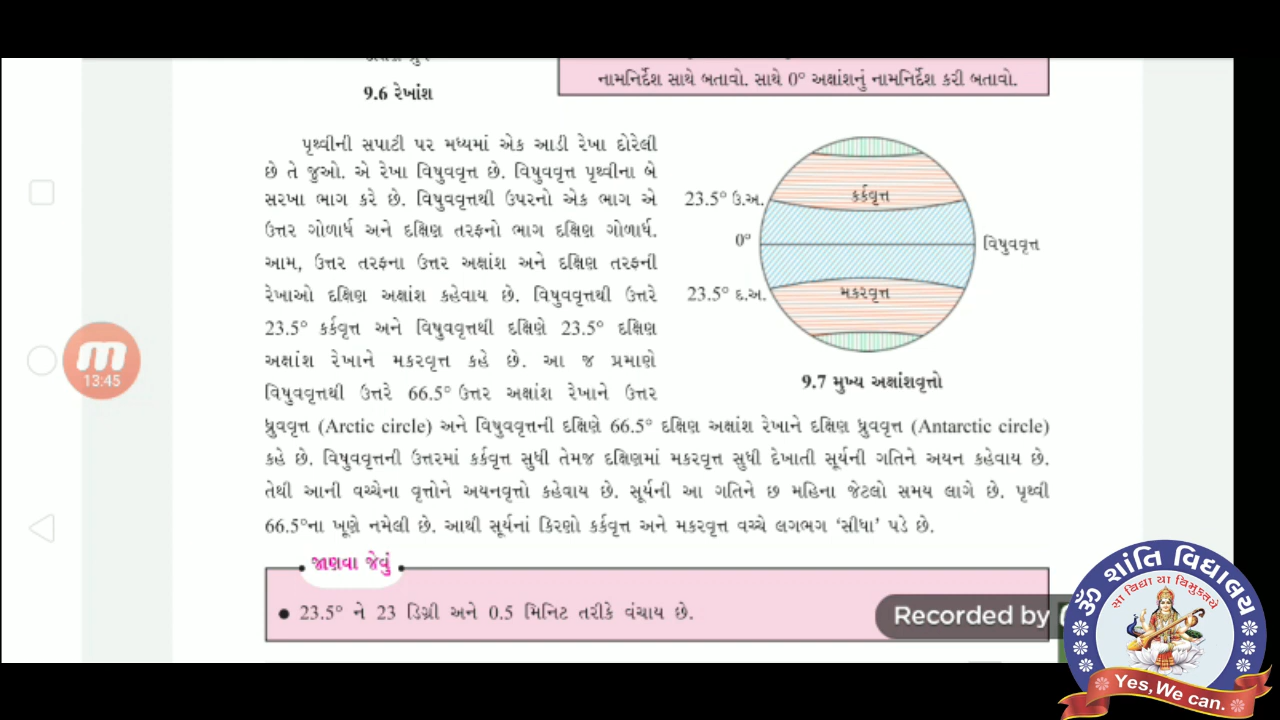 9.6 રેખાંશ
નામનિર્દેશ સાથે બતાવો. સાથે 0° અક્ષાંશનું નામનિર્દેશ કરી બતાવો.
પૃથ્વીની સપાટી પર મધ્યમાં એક આડી રેખા દોરેલી
છે તે જુઓ. એ રેખા વિષુવવૃત્ત છે. વિષુવવૃત્ત પૃથ્વીના બે
સરખા ભાગ કરે છે. વિષુવવૃત્તથી ઉપરનો એક ભાગ એ
ઉત્તર ગોળાર્ધ અને દક્ષિણ તરફનો ભાગ દક્ષિણ ગોળાર્ધ.
આમ, ઉત્તર તરફના ઉત્તર અક્ષાંશ અને દક્ષિણ તરફની
રેખાઓ દક્ષિણ અક્ષાંશ કહેવાય છે. વિષુવવૃત્તથી ઉત્તરે
23.5° કર્કવૃત્ત અને વિષુવવૃત્તથી દક્ષિણે 23.5° દક્ષિણ
અક્ષાંશ રેખાને મકરવૃત્ત કહે છે. આ જ પ્રમાણે
વિષુવવૃત્તથી ઉત્તરે 66.5° ઉત્તર અક્ષાંશ રેખાને ઉત્તર
ધ્રુવવૃત્ત (Arctic circle) અને વિષુવવૃત્તની દક્ષિણે 66.5° દક્ષિણ અક્ષાંશ રેખાને દક્ષિણ ધ્રુવવૃત્ત (Antarctic circle)
કહે છે. વિષુવવૃત્તની ઉત્તરમાં કર્કવૃત્ત સુધી તેમજ દક્ષિણમાં મકરવૃત્ત સુધી દેખાતી સૂર્યની ગતિને અયન કહેવાય છે.
તેથી આની વચ્ચેના વૃત્તોને અયનવૃત્તો કહેવાય છે. સૂર્યની આ ગતિને છ મહિના જેટલો સમય લાગે છે. પૃથ્વી
66.5°ના ખૂણે નમેલી છે. આથી સૂર્યનાં કિરણો કર્કવૃત્ત અને મકરવૃત્ત વચ્ચે લગભગ ‘સીધા’ પડે છે.
23.5° ઉ.અ.
કર્કવૃત્ત
0°
વિષુવવૃત્ત
23.5° દ.અ.
મકરવૃત્ત
9.7 મુખ્ય અક્ષાંશવૃત્તો
જાણવા જેવું
● 23.5° ને 23 ડિગ્રી અને 0.5 મિનિટ તરીકે વંચાય છે.
13:45
Recorded by
ૐ શાંતિ વિદ્યાલય
સા વિદ્યા યા વિમુક્તયે
Yes, We can.